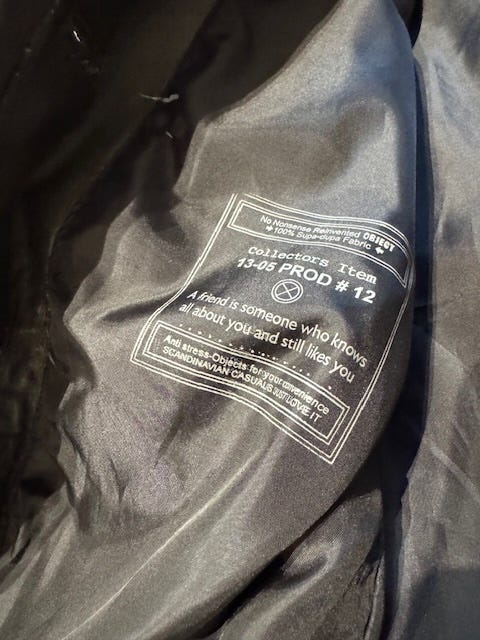 No Nonsense Reinvented OBJECT
100% Supa-dupa Fabric
Collectors Item
13-05 PROD # 12
A friend is someone who knows
all about you and still likes you
Anti stress-Objects for your convenience
SCANDINAVIAN CASUALS JUST LOVE IT